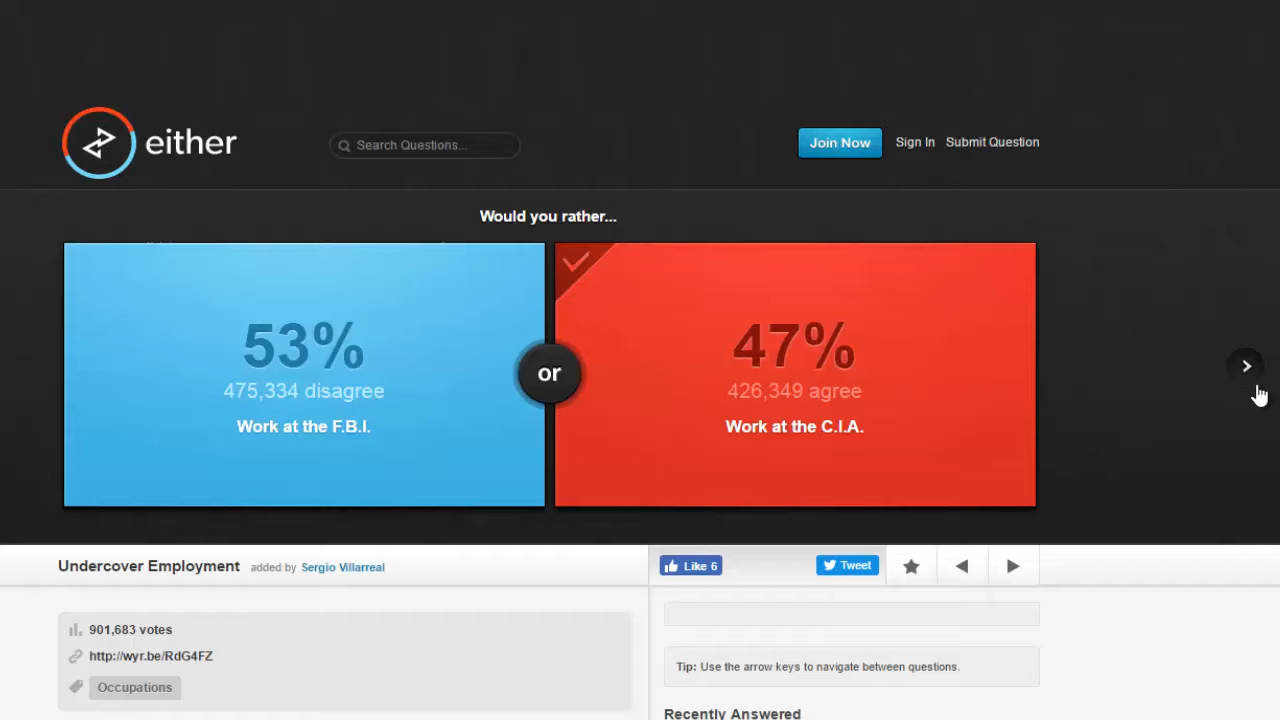 either
Search Questions...
Join Now
Sign In
Submit Question
Would you rather...
53%
475,334 disagree
Work at the F.B.I.
or
47%
426,349 agree
Work at the C.I.A.
Undercover Employment added by Sergio Villarreal
Like 6
Tweet
901,683 votes
http://wyr.be/RdG4FZ
Occupations
Tip: Use the arrow keys to navigate between questions.
Recently Answered